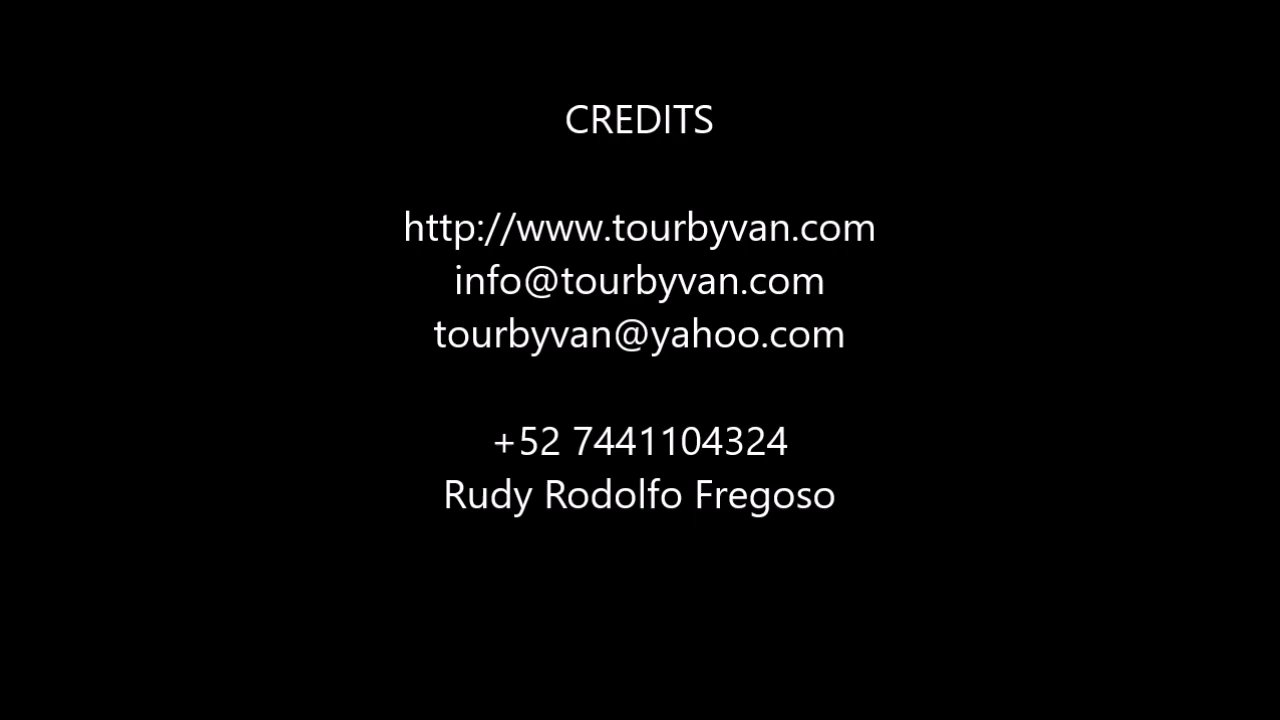 CREDITS
http://www.tourbyvan.com
info@tourbyvan.com
tourbyvan@yahoo.com
+52 7441104324
Rudy Rodolfo Fregoso